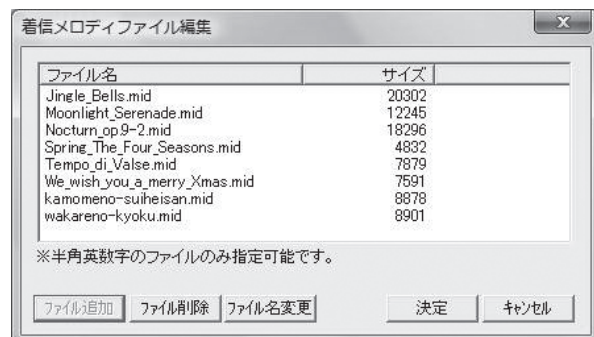 着信メロディファイル編集
ファイル名 サイズ
Jingle_Bells.mid 20302
Moonlight_Serenade.mid 12245
Nocturn_op.9-2.mid 18296
Spring_The_Four_Seasons.mid 4832
Tempo_di_Valse.mid 7879
We_wish_you_a_merry_Xmas.mid 7591
kamomeno-suiheisan.mid 8878
wakareno-kyoku.mid 8901
※半角英数字のファイルのみ指定可能です。
ファイル追加 ファイル削除 ファイル名変更 決定 キャンセル